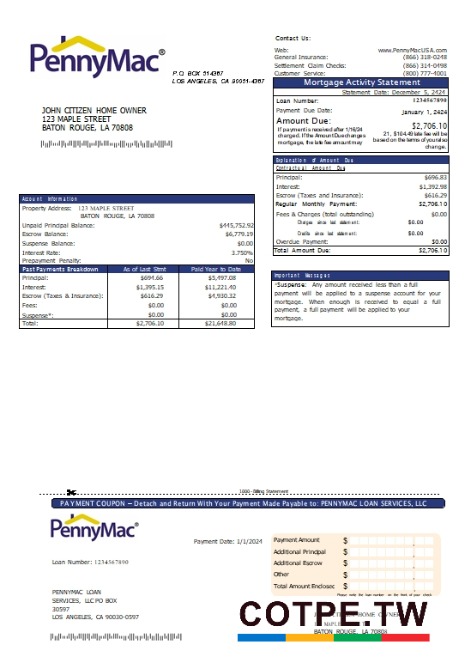 PennyMac®
P.O. BOX 514387
LOS ANGELES, CA 90051-4387
Contact Us:
Web: www.PennyMacUSA.com
General Insurance: (866) 318-0248
Settlement Claim Checks: (866) 314-0498
Customer Service: (800) 777-4001
Mortgage Activity Statement
Statement Date: December 5, 2424
Loan Number: 1234567890
Payment Due Date: January 1, 2024
Amount Due: $2,706.10
If payment is received after 1/16/24
charged. If the Amount Due changes
mortgage, the late fee amount may
21, $104.48 late fee will be
based on the terms of your
change.
JOHN CITIZEN HOME OWNER
123 MAPLE STREET
BATON ROUGE, LA 70808
Explanation of Amount Due
Contractual Amount Due
Principal: $696.83
Interest: $1,392.98
Escrow (Taxes and Insurance): $616.29
Regular Monthly Payment: $2,706.10
Fees & Charges (total outstanding) $0.00
Charges since last statement: $0.00
Credits since last statement: $0.00
Overdue Payment: $0.00
Total Amount Due: $2,706.10
Account Information
Property Address: 123 MAPLE STREET
BATON ROUGE, LA 70808
Unpaid Principal Balance: $445,752.92
Escrow Balance: $6,779.19
Suspense Balance: $0.00
Interest Rate: 3.750%
Prepayment Penalty: No
Past Payments Breakdown As of Last Stmt Paid Year to Date
Principal: $694.66 $5,497.08
Interest: $1,395.15 $11,221.40
Escrow (Taxes & Insurance): $616.29 $4,930.32
Fees: $0.00 $0.00
Suspense*: $0.00 $0.00
Total: $2,706.10 $21,648.80
Important Messages
*Suspense: Any amount received less than a full
payment will be applied to a suspense account for your
mortgage. When enough is received to equal a full
payment, a full payment will be applied to your
mortgage.
1000-Billing Statement
PAYMENT COUPON – Detach and Return With Your Payment Made Payable to: PENNYMAC LOAN SERVICES, LLC
PennyMac®
Payment Date: 1/1/2024
Loan Number: 1234567890
Payment Amount $
Additional Principal $
Additional Escrow $
Other $
Total Amount Enclosed $
Please write the loan number on the front of your check
PENNYMAC LOAN
SERVICES, LLC PO BOX
30597
LOS ANGELES, CA 90030-0597
COTPE.TW
BATON ROUGE, LA 70808